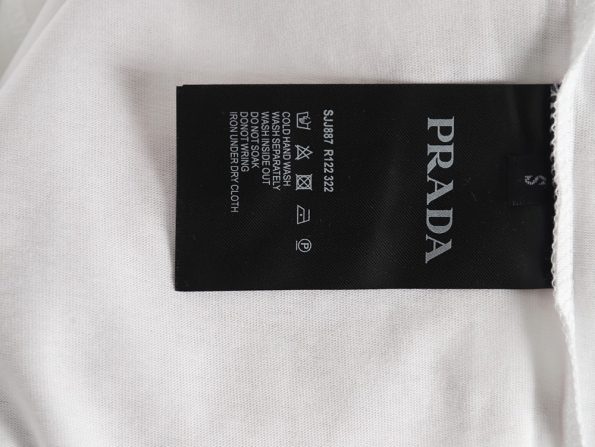 S
PRADA
SJJ887 R122 322
COLD HAND WASH
WASH SEPARATELY
WASH INSIDE OUT
DO NOT SOAK
DONOT WRING
IRON UNDER DRY CLOTH